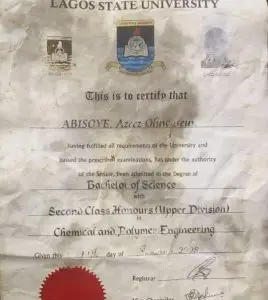 LAGOS STATE UNIVERSITY
This is to certify that
ABISOYE, Azeez
having fulfilled all requirements of the University and
passed the prescribed examinations, has under the authority
of the Senate, been admitted to the Degree of
Bachelor of Science
with
Second Class Honours (Upper Division)
in
Chemical and Polymer Engineering
Given this day of
Registrar